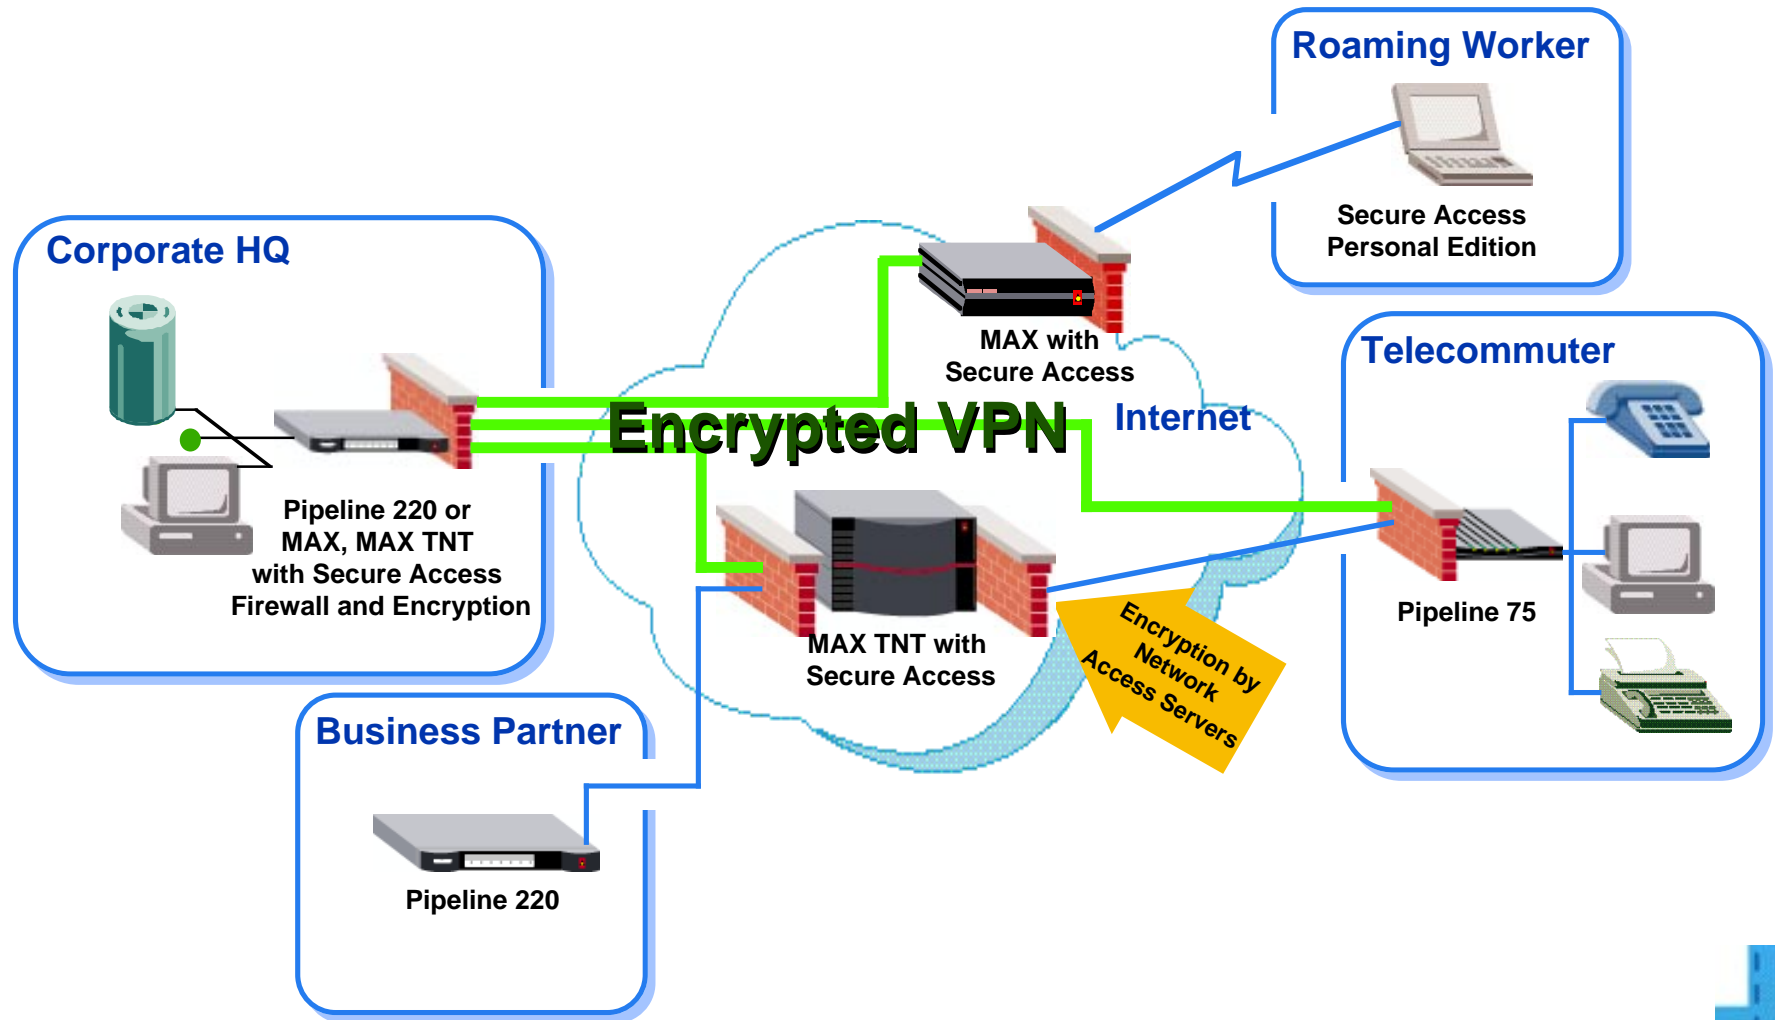 Roaming Worker
Secure Access
Personal Edition
Corporate HQ
Pipeline 220 or
MAX, MAX TNT
with Secure Access
Firewall and Encryption
MAX with
Secure Access
Encrypted VPN
Internet
MAX TNT with
Secure Access
Encryption by
Network
Access Servers
Telecommuter
Pipeline 75
Business Partner
Pipeline 220